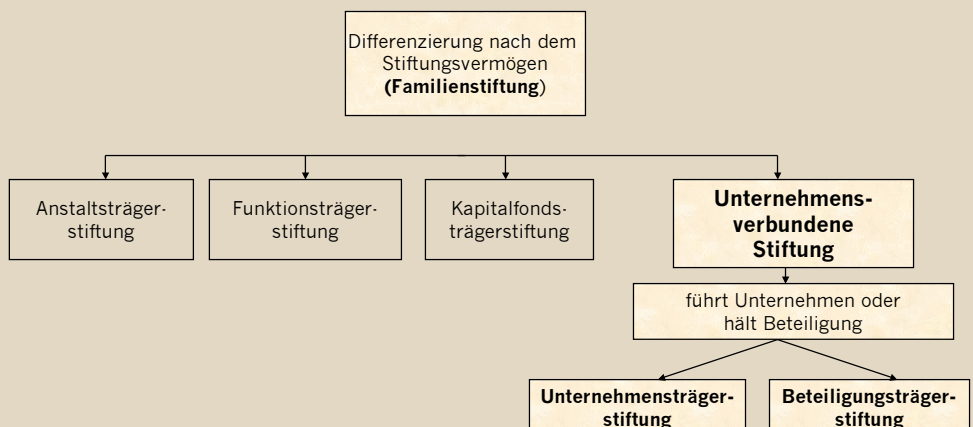 Differenzierung nach dem
Stiftungsvermögen
(Familienstiftung)
Anstaltsträger-
stiftung
Funktionsträger-
stiftung
Kapitalfonds-
trägerstiftung
Unternehmens-
verbundene
Stiftung
führt Unternehmen oder
hält Beteiligung
Unternehmensträger-
stiftung
Beteiligungsträger-
stiftung